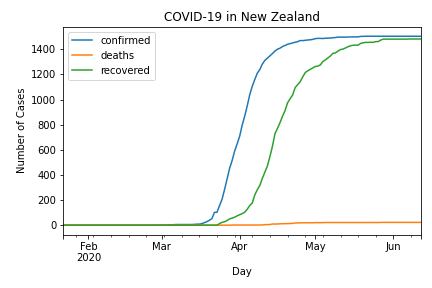 COVID-19 in New Zealand
confirmed
deaths
recovered
Number of Cases
1400
1200
1000
800
600
400
200
0
Feb Mar Apr May Jun
2020
Day